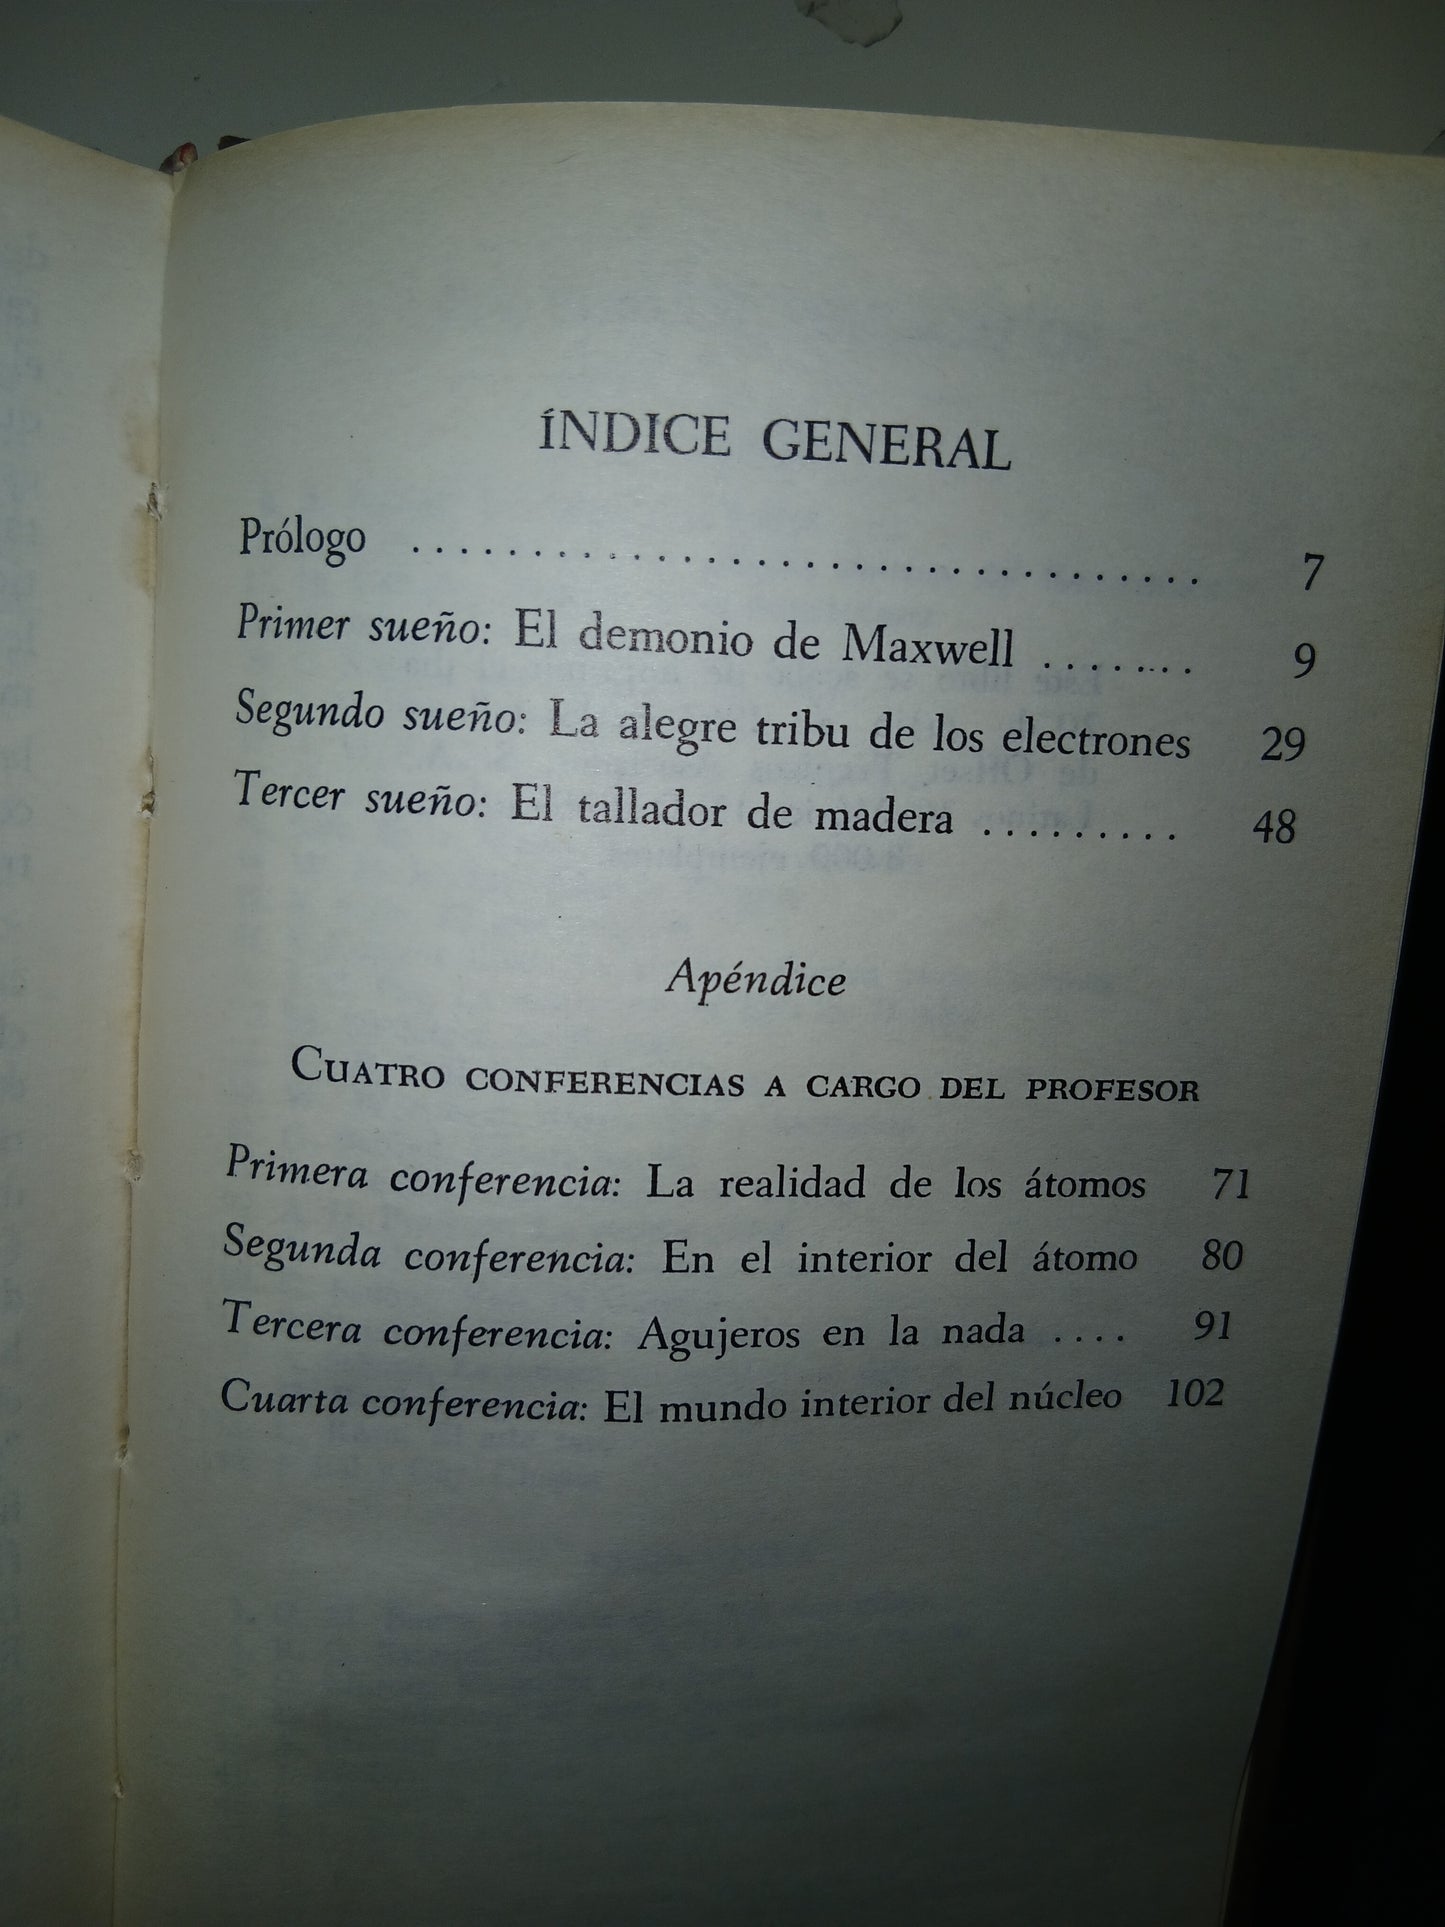 ÍNDICE GENERAL
Prólogo ................................. 7
Primer sueño: El demonio de Maxwell ........ 9
Segundo sueño: La alegre tribu de los electrones 29
Tercer sueño: El tallador de madera ......... 48
Apéndice
CUATRO CONFERENCIAS A CARGO DEL PROFESOR
Primera conferencia: La realidad de los átomos 71
Segunda conferencia: En el interior del átomo 80
Tercera conferencia: Agujeros en la nada .... 91
Cuarta conferencia: El mundo interior del núcleo 102